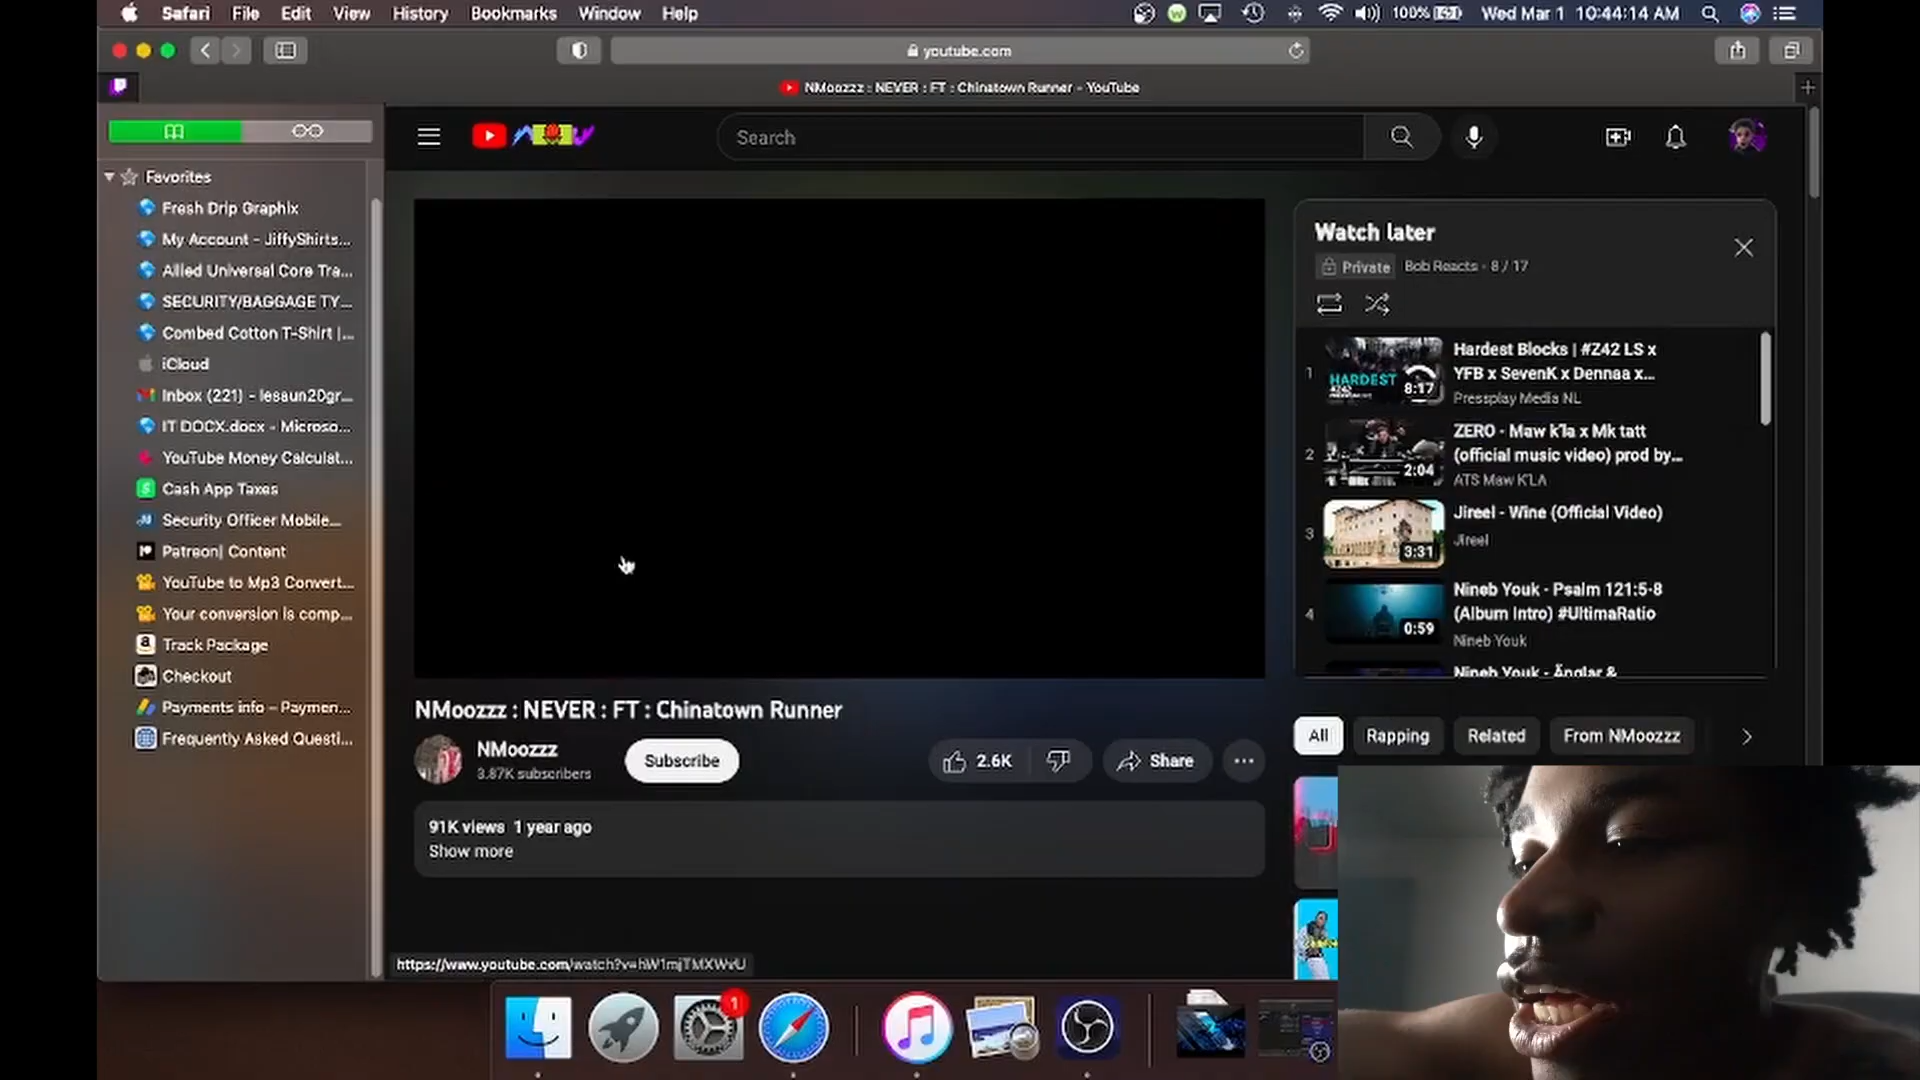 Safari File Edit View History Bookmarks Window Help
100% Wed Mar 1 10:44:14 AM
youtube.com
NMoozzz : NEVER : FT : Chinatown Runner - YouTube
Search
Favorites
Fresh Drip Graphix
My Account - JiffyShirts...
Allied Universal Core Tra...
SECURITY/BAGGAGE TY...
Combed Cotton T-Shirt |...
iCloud
Inbox (221) - lesaun20gr...
IT DOCX.docx - Microso...
YouTube Money Calculat...
Cash App Taxes
Security Officer Mobile...
Patreon| Content
YouTube to Mp3 Convert...
Your conversion is comp...
Track Package
Checkout
Payments info – Paymen...
Frequently Asked Questi...
NMoozzz : NEVER : FT : Chinatown Runner
NMoozzz
3.87K subscribers
Subscribe
2.6K
Share
91K views 1 year ago
Show more
Watch later
Private Bob Reacts - 8 / 17
1
HARDEST
8:17
Hardest Blocks | #Z42 LS x
YFB x SevenK x Dennaa x...
Pressplay Media NL
2
2:04
ZERO - Maw k'la x Mk tatt
(official music video) prod by...
ATS Maw K'LA
3
3:31
Jireel - Wine (Official Video)
Jireel
4
0:59
Nineb Youk - Psalm 121:5-8
(Album Intro) #UltimaRatio
Nineb Youk
Nineb Youk - Änglar &
All Rapping Related From NMoozzz
https://www.youtube.com/watch?v=hW1mjTMXWvU
1